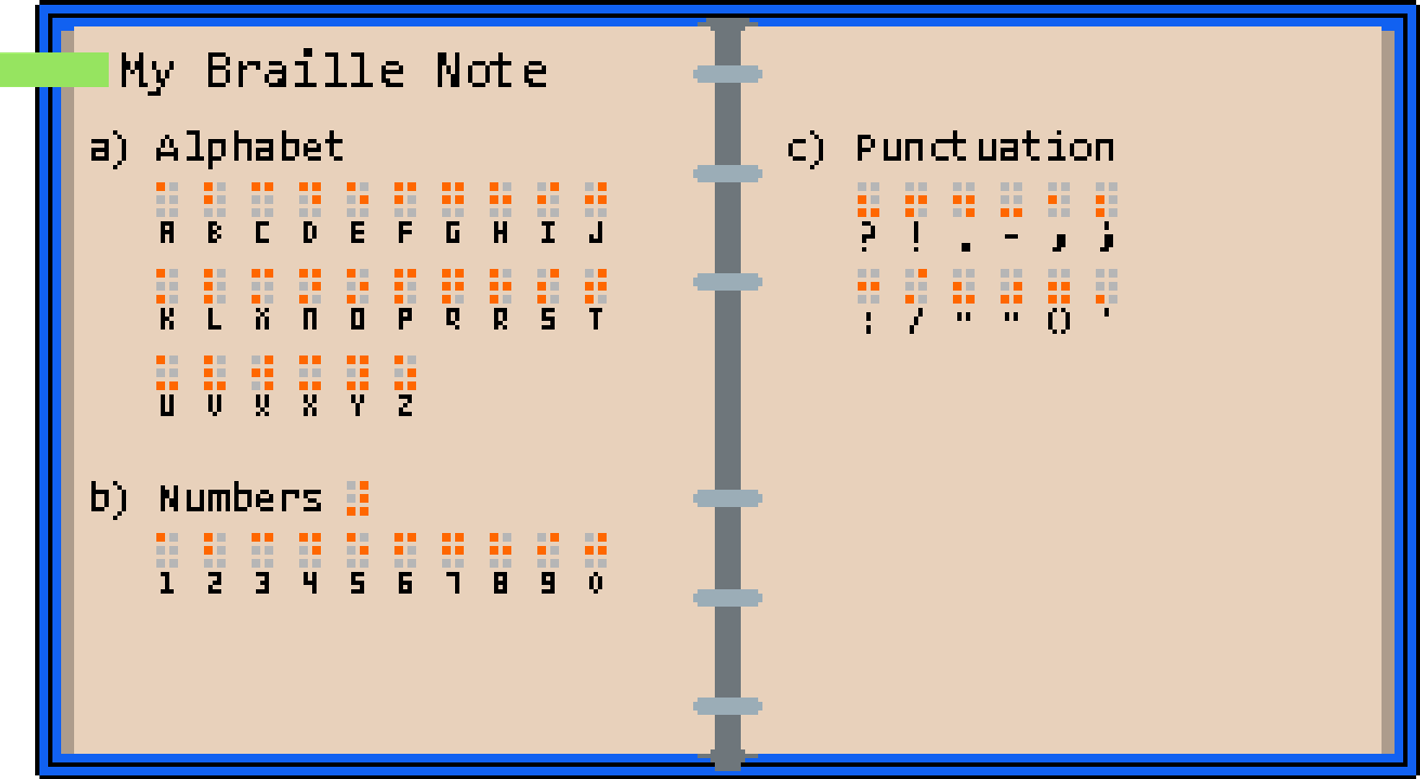 My Braille Note
a) Alphabet
A B C D E F G H I J
K L M N O P Q R S T
U V W X Y Z
b) Numbers
1 2 3 4 5 6 7 8 9 0
c) Punctuation
? ! . - , ;
: / " " () '